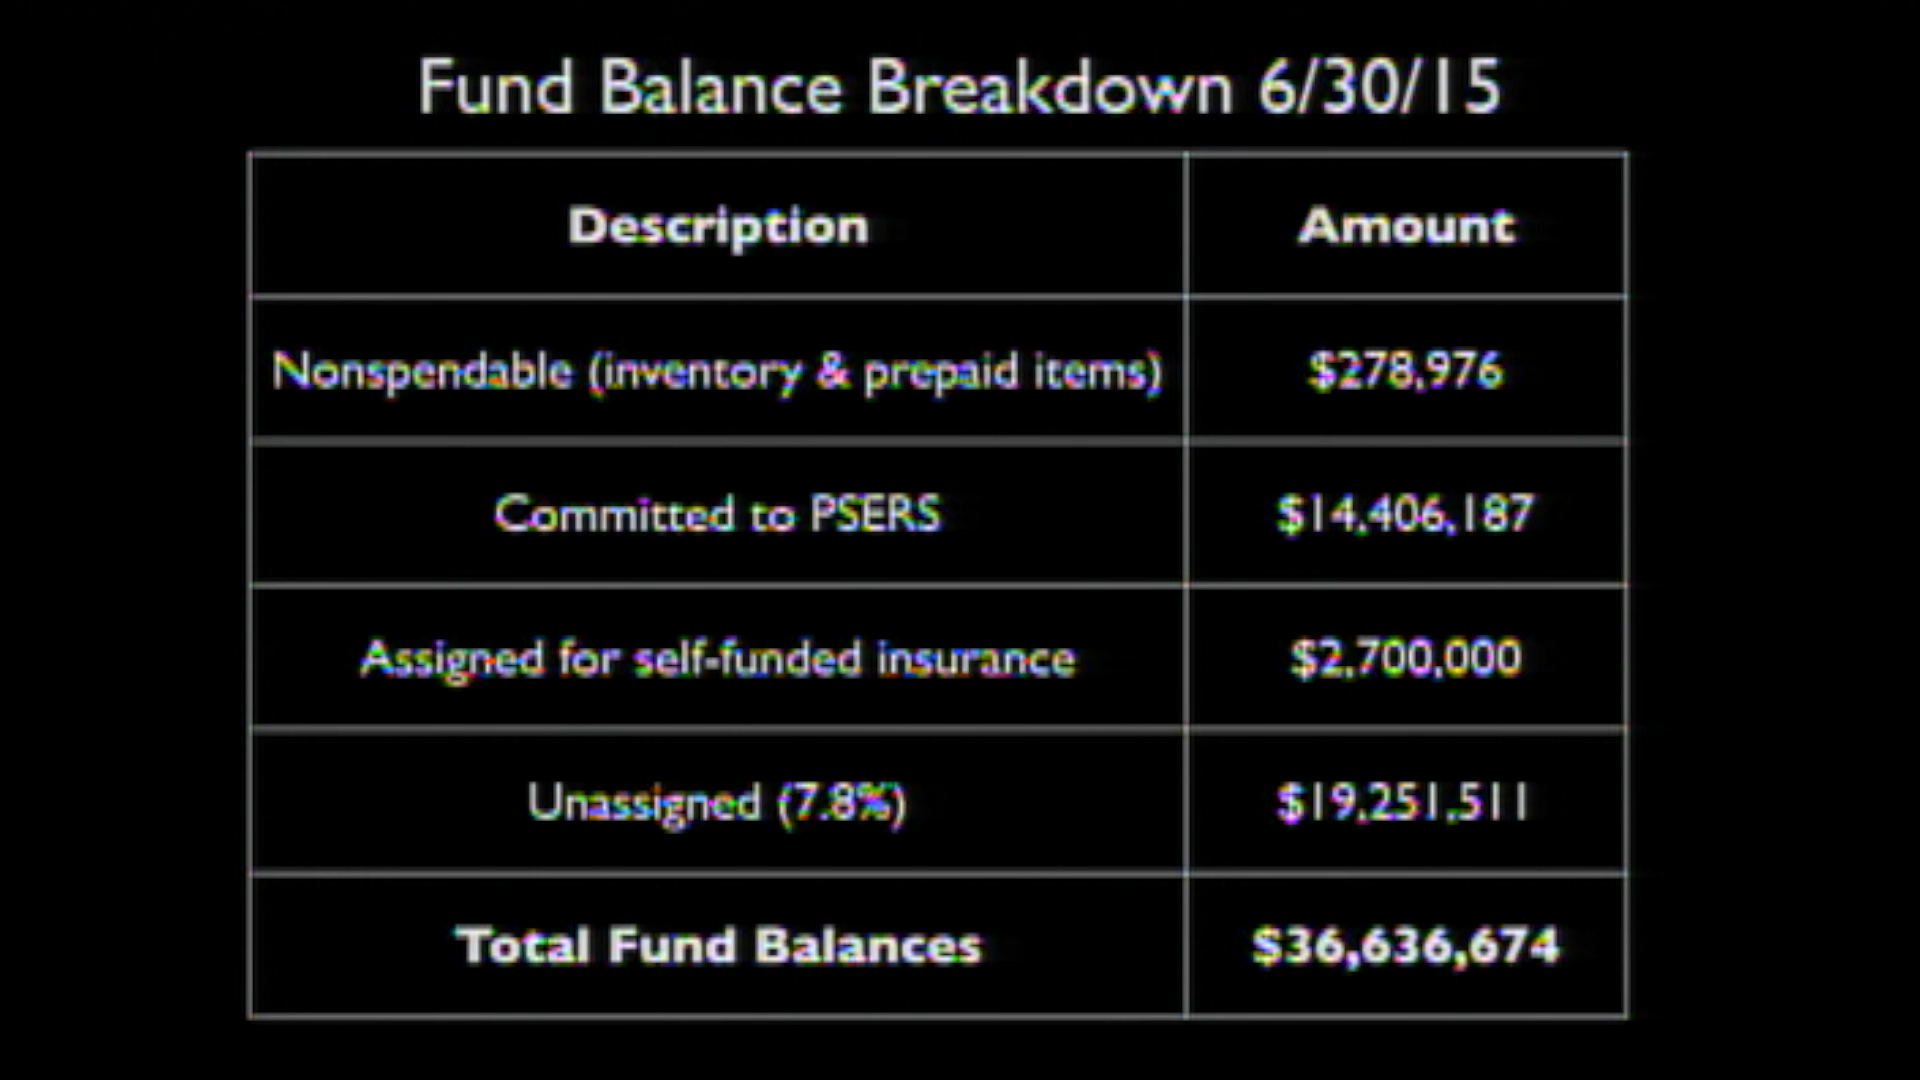 Fund Balance Breakdown 6/30/15
Description Amount
Nonspendable (inventory & prepaid items) $278,976
Committed to PSERS $14,406,187
Assigned for self-funded insurance $2,700,000
Unassigned (7.8%) $19,251,511
Total Fund Balances $36,636,674